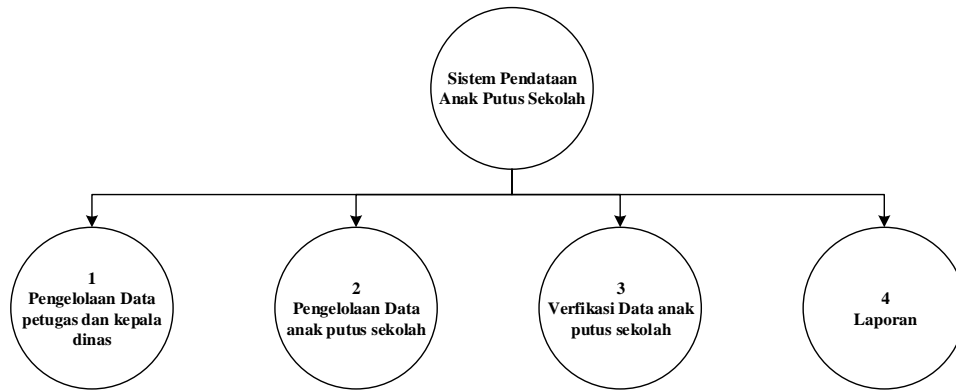 Sistem Pendataan
Anak Putus Sekolah
1
Pengelolaan Data
petugas dan kepala
dinas
2
Pengelolaan Data
anak putus sekolah
3
Verfikasi Data anak
putus sekolah
4
Laporan